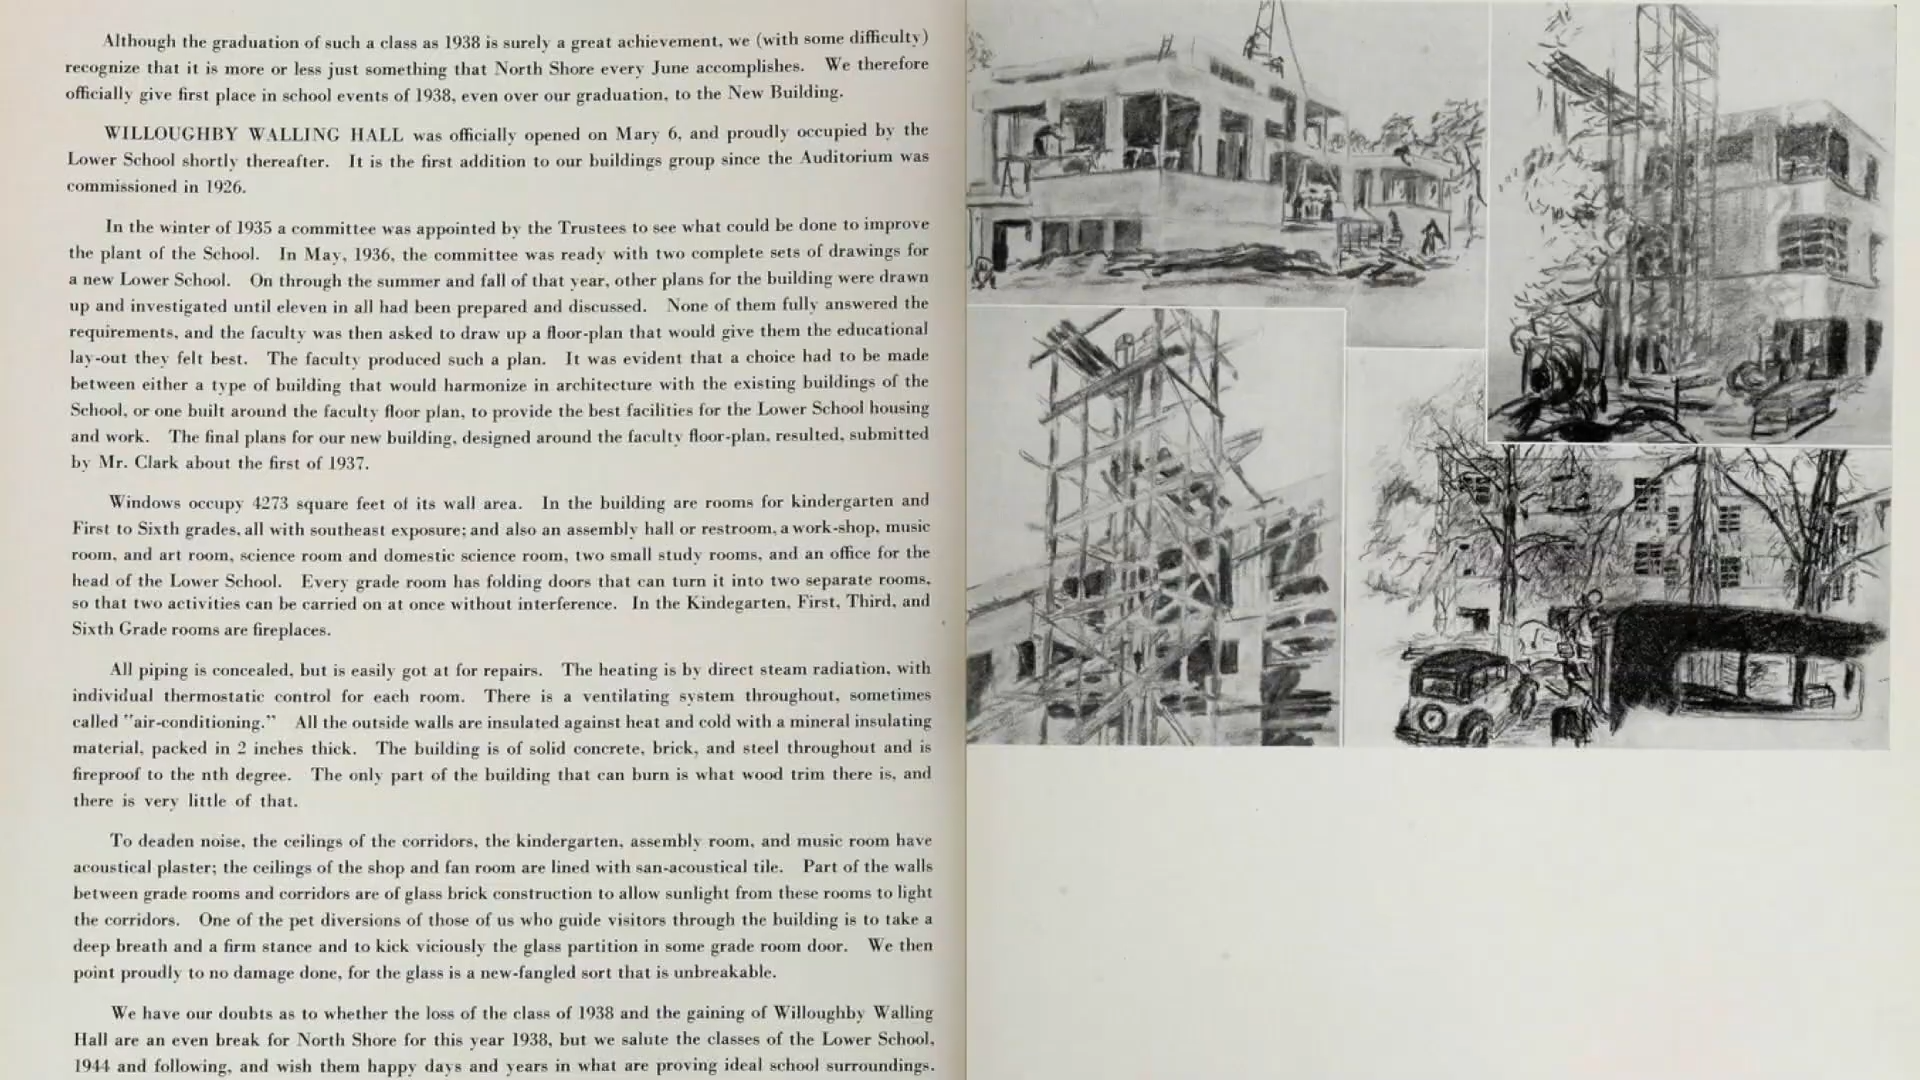 Although the graduation of such a class as 1938 is surely a great achievement, we (with some difficulty)
recognize that it is more or less just something that North Shore every June accomplishes. We therefore
officially give first place in school events of 1938, even over our graduation, to the New Building.
WILLOUGHBY WALLING HALL was officially opened on Mary 6, and proudly occupied by the
Lower School shortly thereafter. It is the first addition to our buildings group since the Auditorium was
commissioned in 1926.
In the winter of 1935 a committee was appointed by the Trustees to see what could be done to improve
the plant of the School. In May, 1936, the committee was ready with two complete sets of drawings for
a new Lower School. On through the summer and fall of that year, other plans for the building were drawn
up and investigated until eleven in all had been prepared and discussed. None of them fully answered the
requirements, and the faculty was then asked to draw up a floor-plan that would give them the educational
lay-out they felt best. The faculty produced such a plan. It was evident that a choice had to be made
between either a type of building that would harmonize in architecture with the existing buildings of the
School, or one built around the faculty floor plan, to provide the best facilities for the Lower School housing
and work. The final plans for our new building, designed around the faculty floor-plan, resulted, submitted
by Mr. Clark about the first of 1937.
Windows occupy 4273 square feet of its wall area. In the building are rooms for kindergarten and
First to Sixth grades, all with southeast exposure; and also an assembly hall or restroom, a work-shop, music
room, and art room, science room and domestic science room, two small study rooms, and an office for the
head of the Lower School. Every grade room has folding doors that can turn it into two separate rooms,
so that two activities can be carried on at once without interference. In the Kindegarten, First, Third, and
Sixth Grade rooms are fireplaces.
All piping is concealed, but is easily got at for repairs. The heating is by direct steam radiation, with
individual thermostatic control for each room. There is a ventilating system throughout, sometimes
called "air-conditioning." All the outside walls are insulated against heat and cold with a mineral insulating
material, packed in 2 inches thick. The building is of solid concrete, brick, and steel throughout and is
fireproof to the nth degree. The only part of the building that can burn is what wood trim there is, and
there is very little of that.
To deaden noise, the ceilings of the corridors, the kindergarten, assembly room, and music room have
acoustical plaster; the ceilings of the shop and fan room are lined with san-acoustical tile. Part of the walls
between grade rooms and corridors are of glass brick construction to allow sunlight from these rooms to light
the corridors. One of the pet diversions of those of us who guide visitors through the building is to take a
deep breath and a firm stance and to kick viciously the glass partition in some grade room door. We then
point proudly to no damage done, for the glass is a new-fangled sort that is unbreakable.
We have our doubts as to whether the loss of the class of 1938 and the gaining of Willoughby Walling
Hall are an even break for North Shore for this year 1938, but we salute the classes of the Lower School,
1944 and following, and wish them happy days and years in what are proving ideal school surroundings.